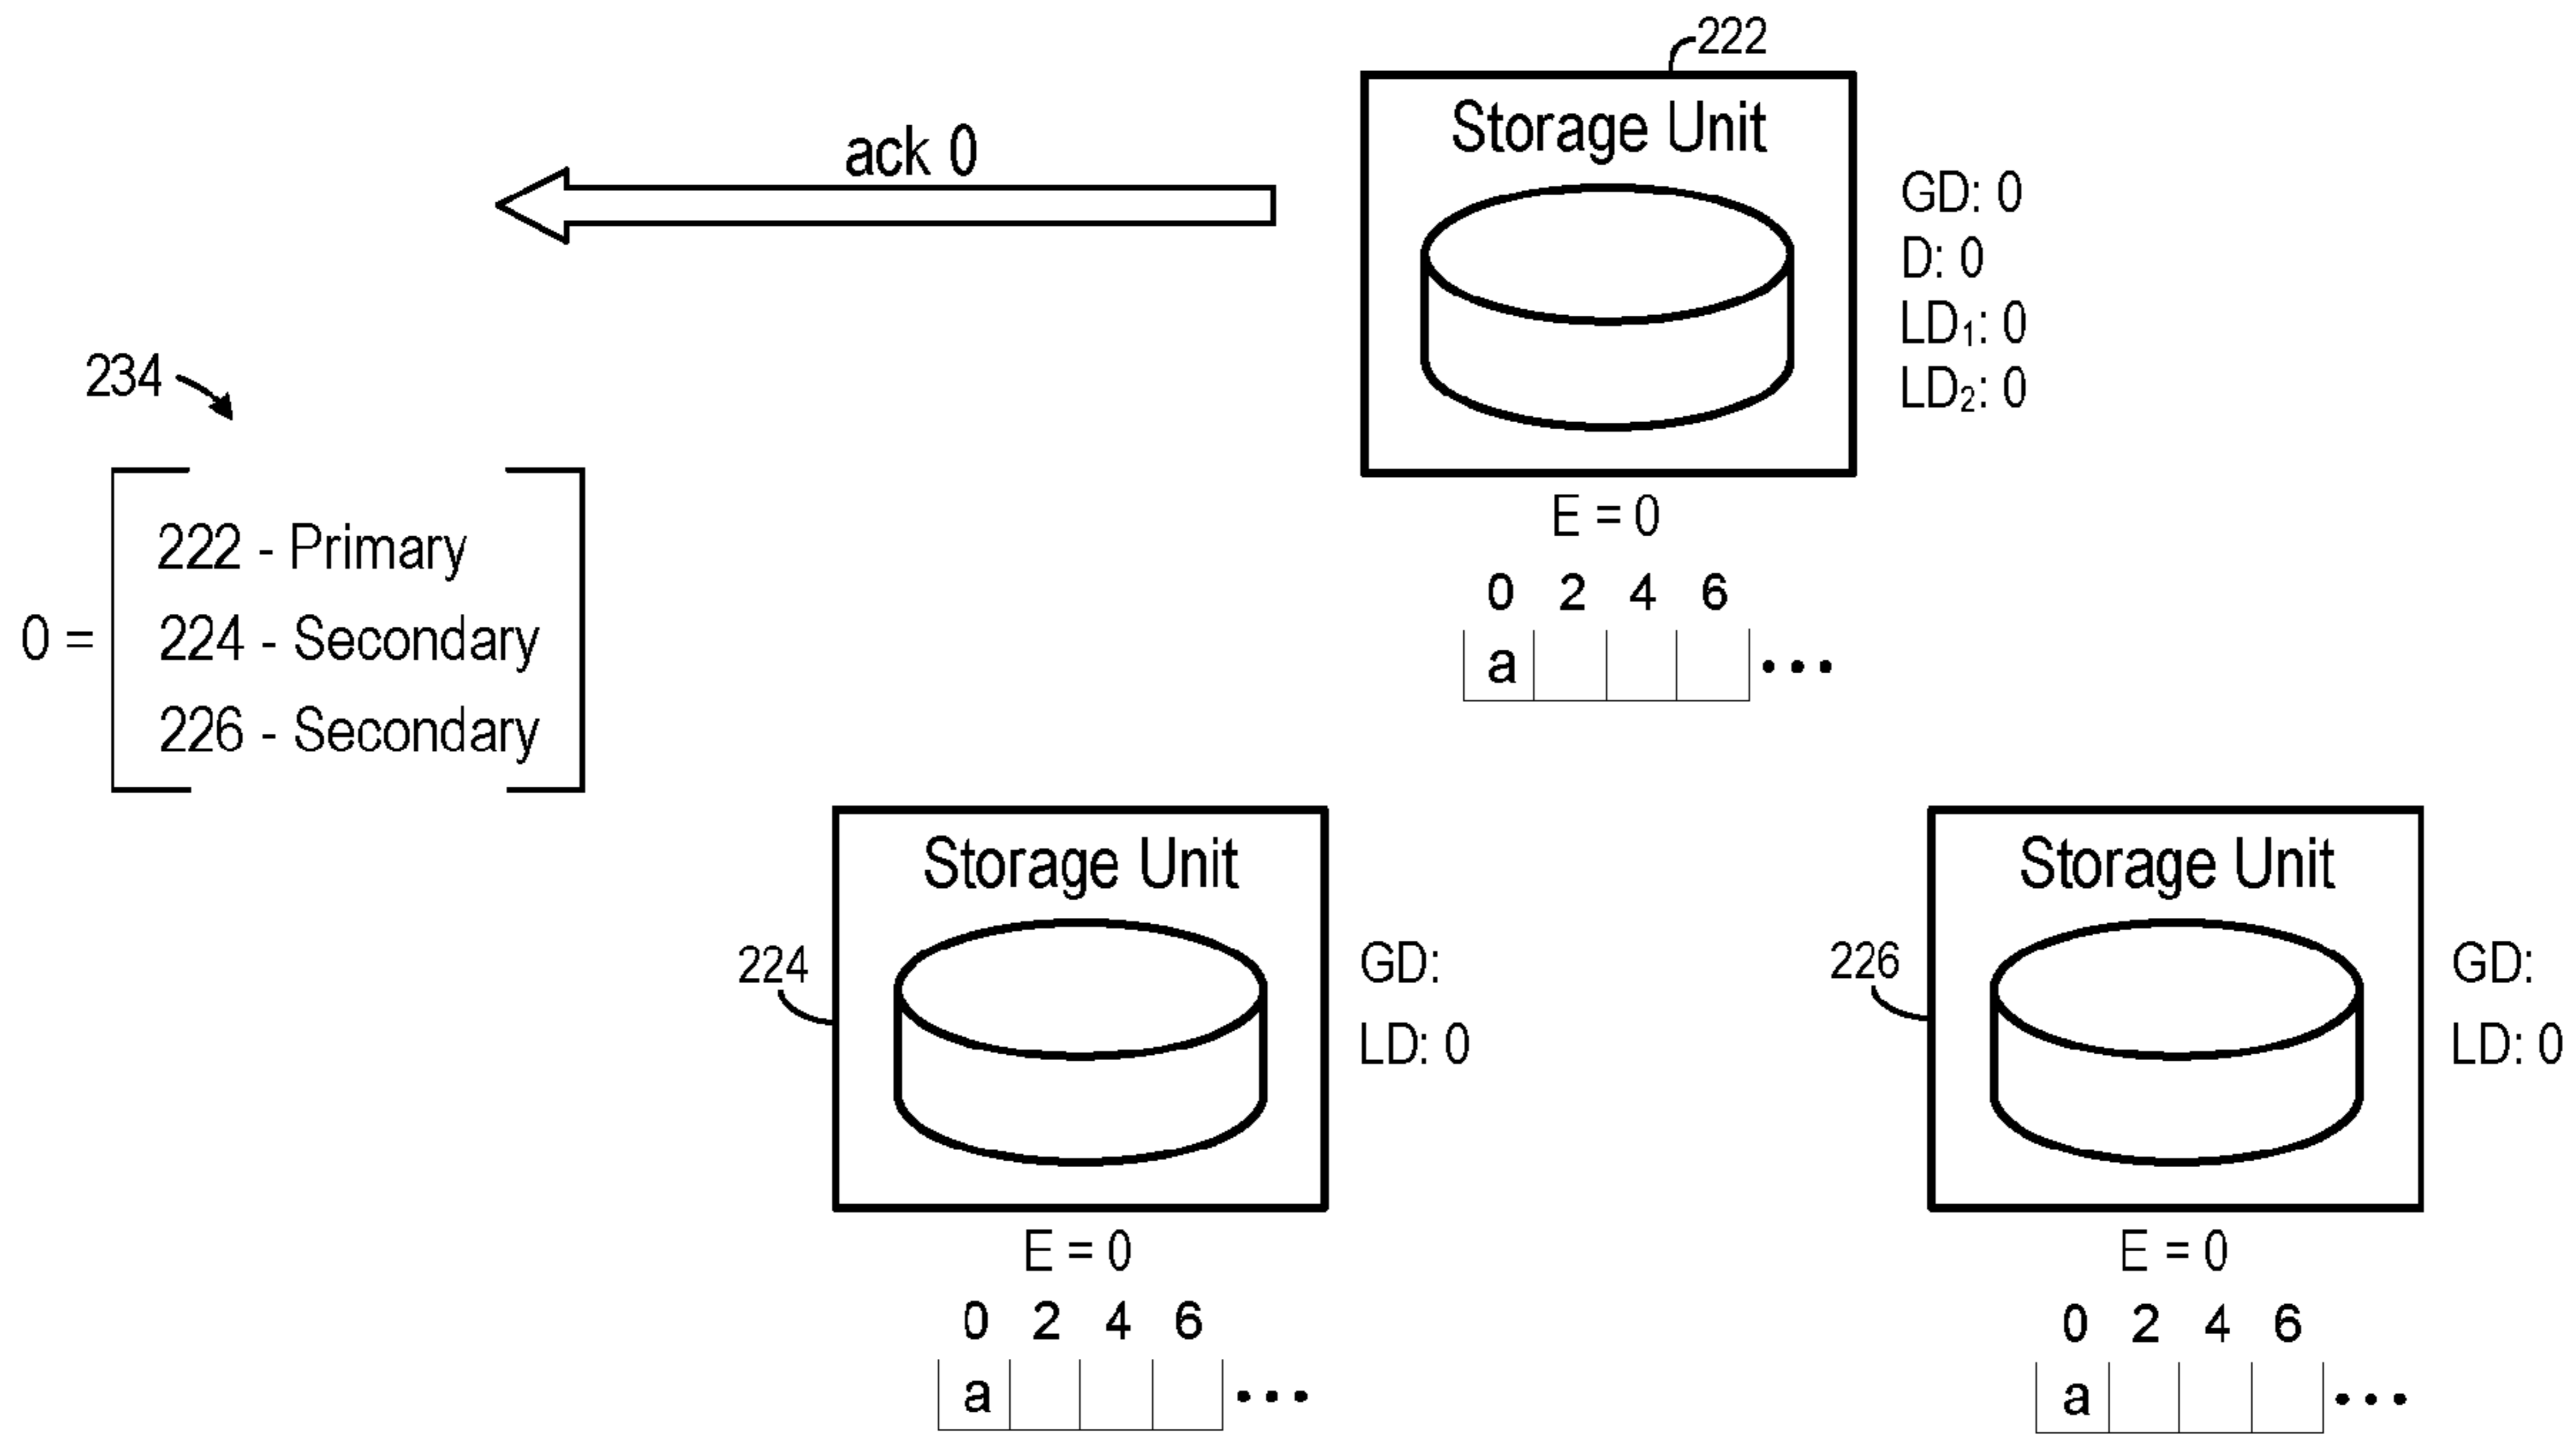 222
Storage Unit
ack 0
GD: 0
D: 0
LD₁: 0
LD₂: 0
E = 0
0 2 4 6
a
234
0 =
222 - Primary
224 - Secondary
226 - Secondary
224
Storage Unit
GD:
LD: 0
E = 0
0 2 4 6
a
226
Storage Unit
GD:
LD: 0
E = 0
0 2 4 6
a